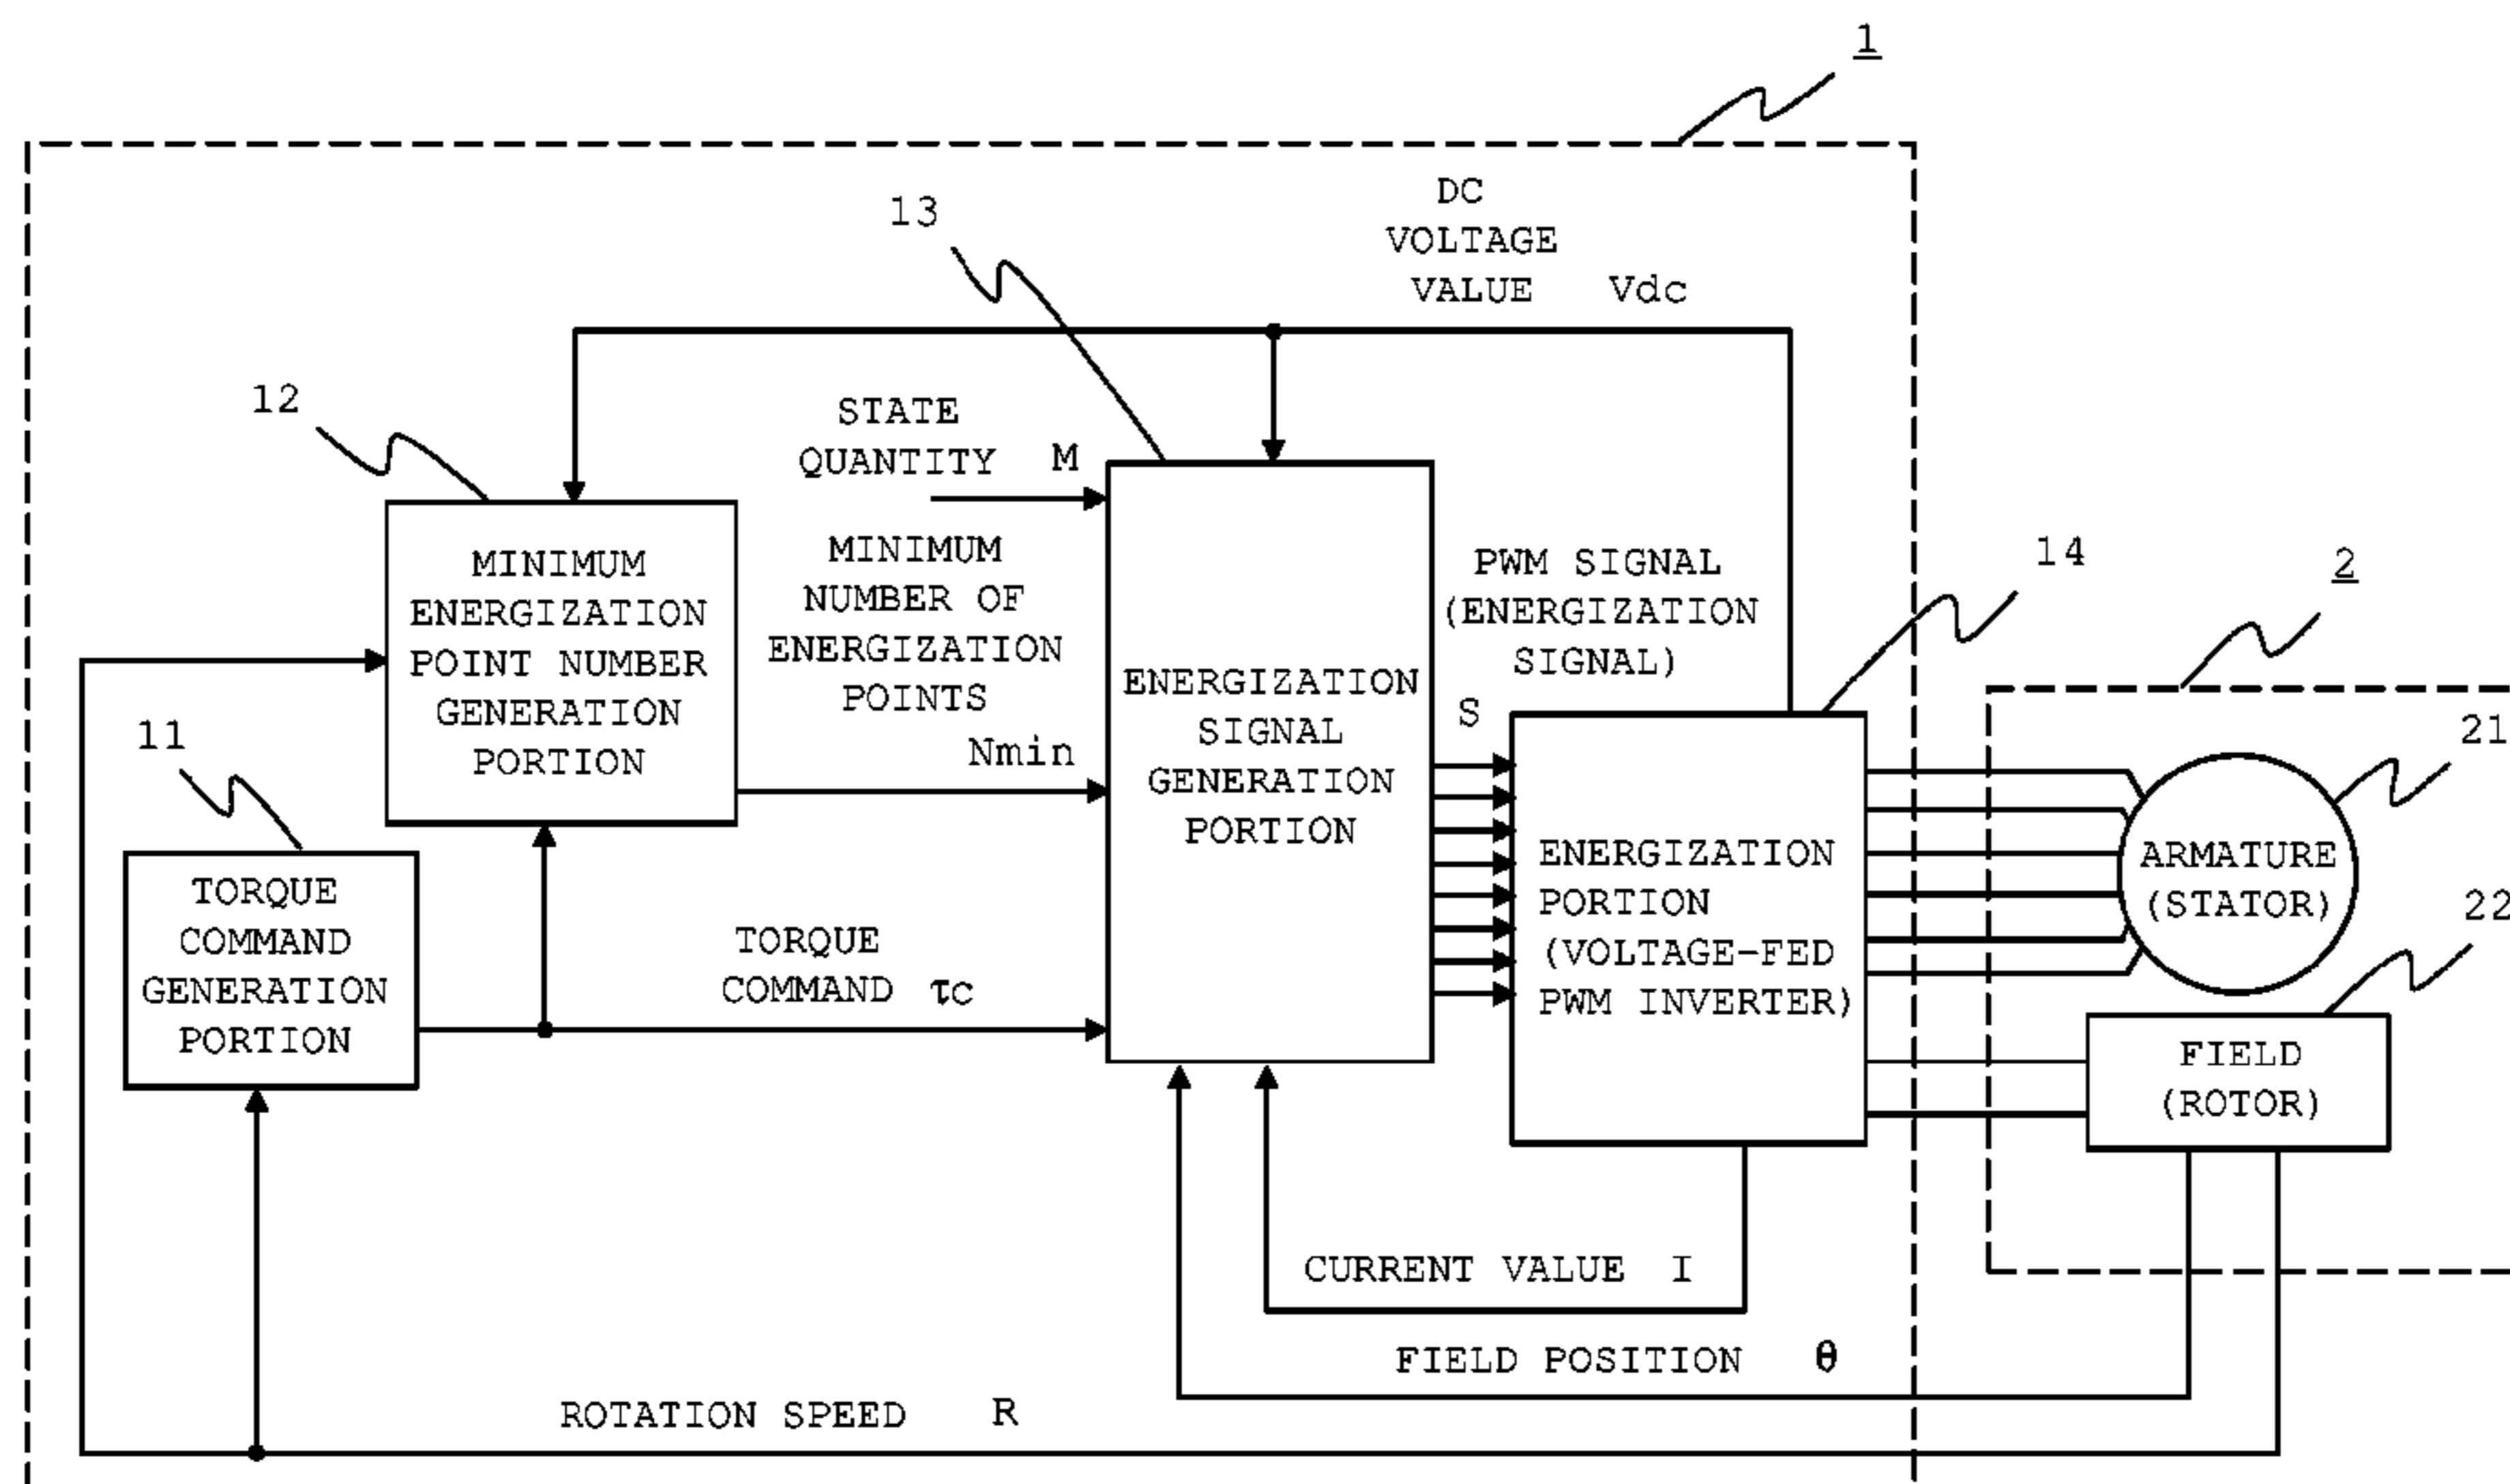 1
DC
VOLTAGE
VALUE Vdc
13
12
STATE
QUANTITY M
MINIMUM
ENERGIZATION
POINT NUMBER
GENERATION
PORTION
MINIMUM
NUMBER OF
ENERGIZATION
POINTS
Nmin
ENERGIZATION
SIGNAL
GENERATION
PORTION
PWM SIGNAL
(ENERGIZATION
SIGNAL)
S
14
2
11
TORQUE
COMMAND
GENERATION
PORTION
TORQUE
COMMAND τc
ENERGIZATION
PORTION
(VOLTAGE-FED
PWM INVERTER)
21
ARMATURE
(STATOR)
22
FIELD
(ROTOR)
CURRENT VALUE I
FIELD POSITION θ
ROTATION SPEED R